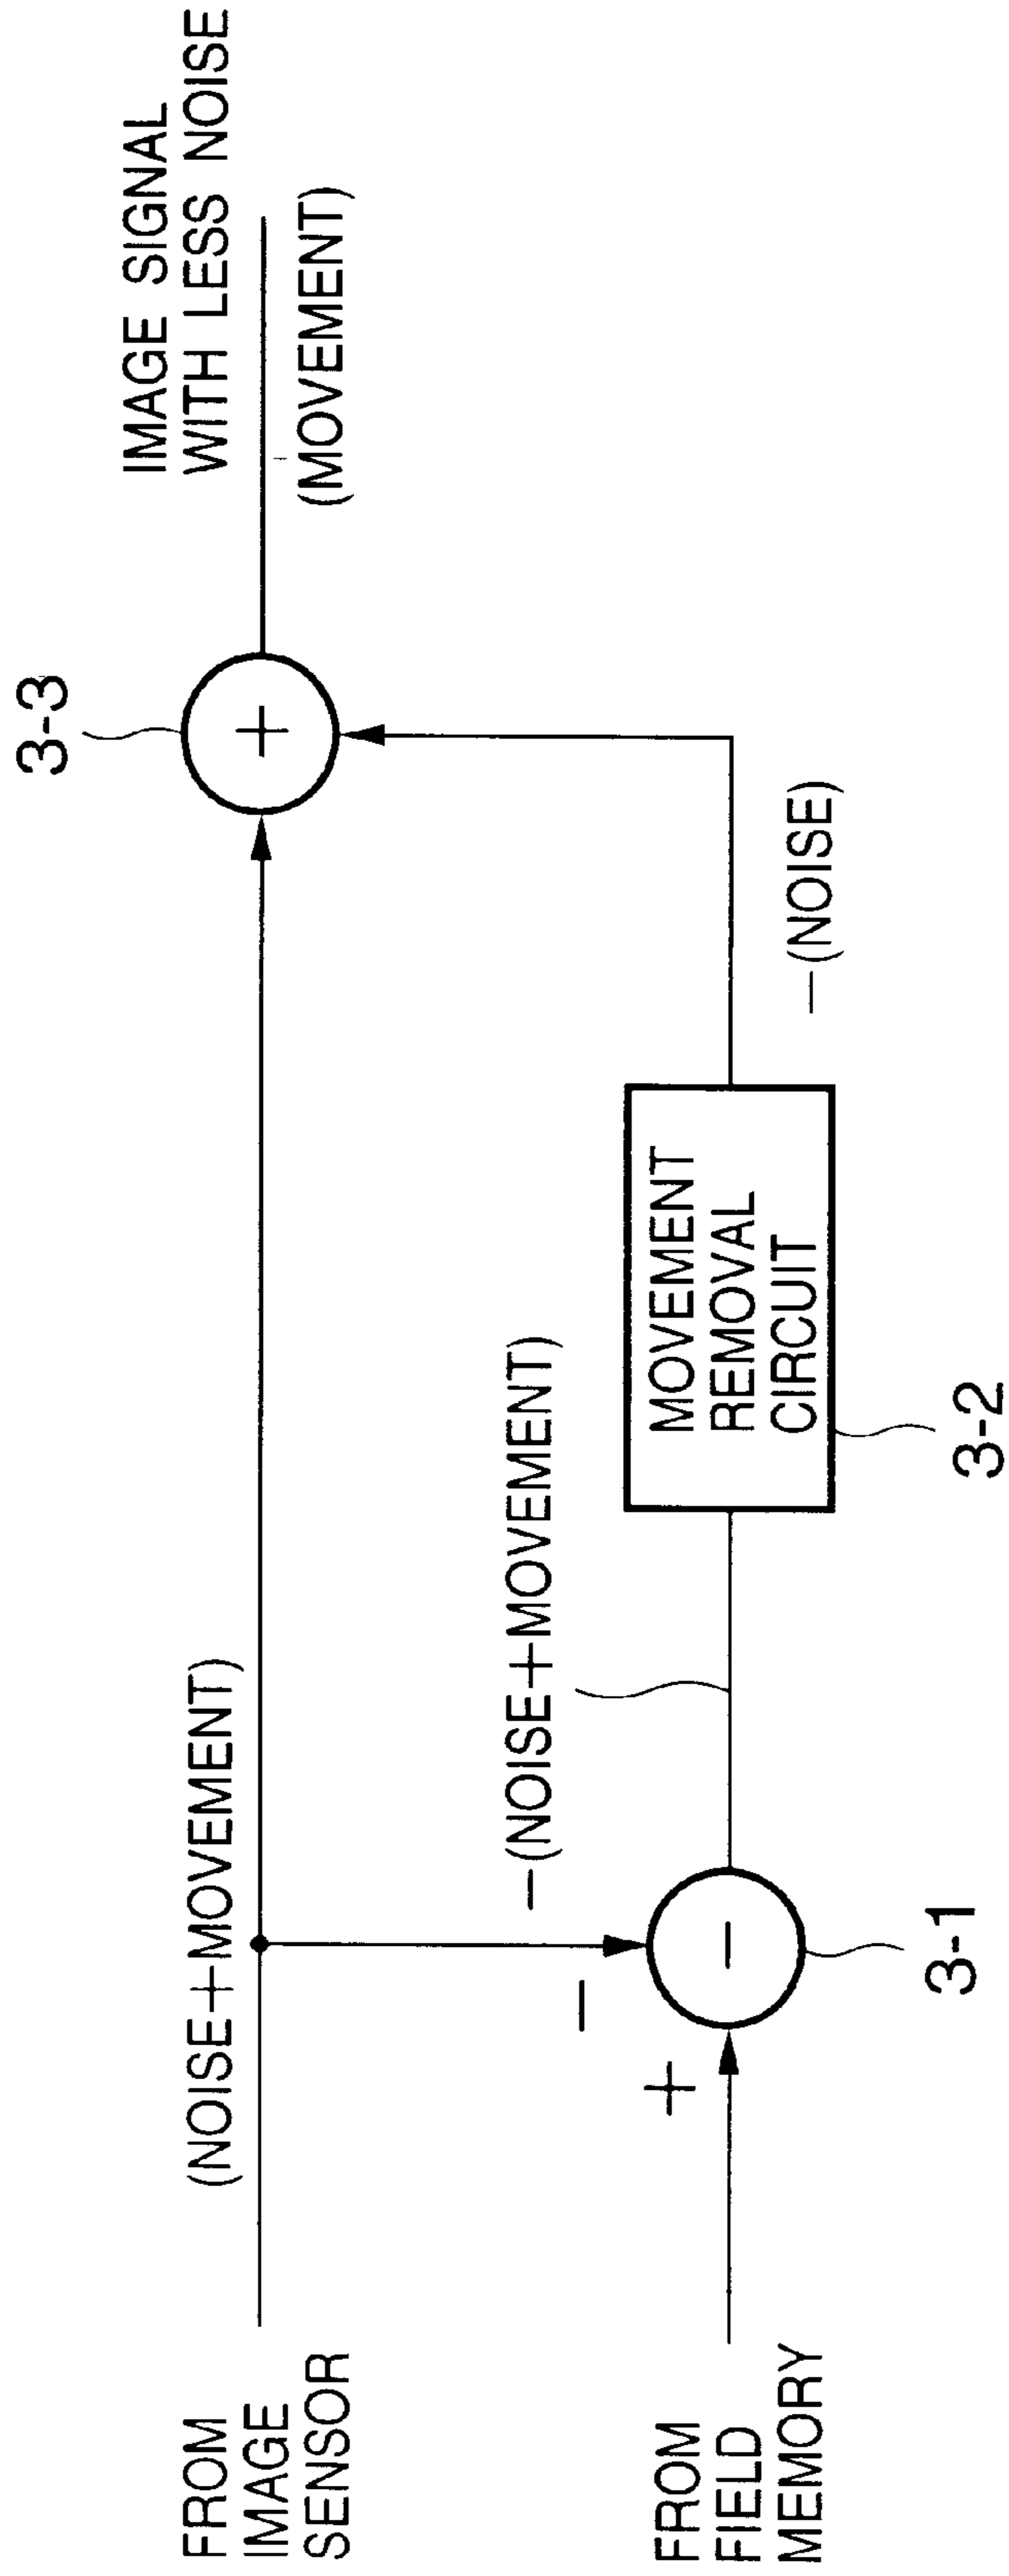 FROM
IMAGE
SENSOR
(NOISE+MOVEMENT)
3-3
+
IMAGE SIGNAL
WITH LESS NOISE
(MOVEMENT)
−(NOISE+MOVEMENT)
−
+
FROM
FIELD
MEMORY
−
3-1
MOVEMENT
REMOVAL
CIRCUIT
3-2
−(NOISE)